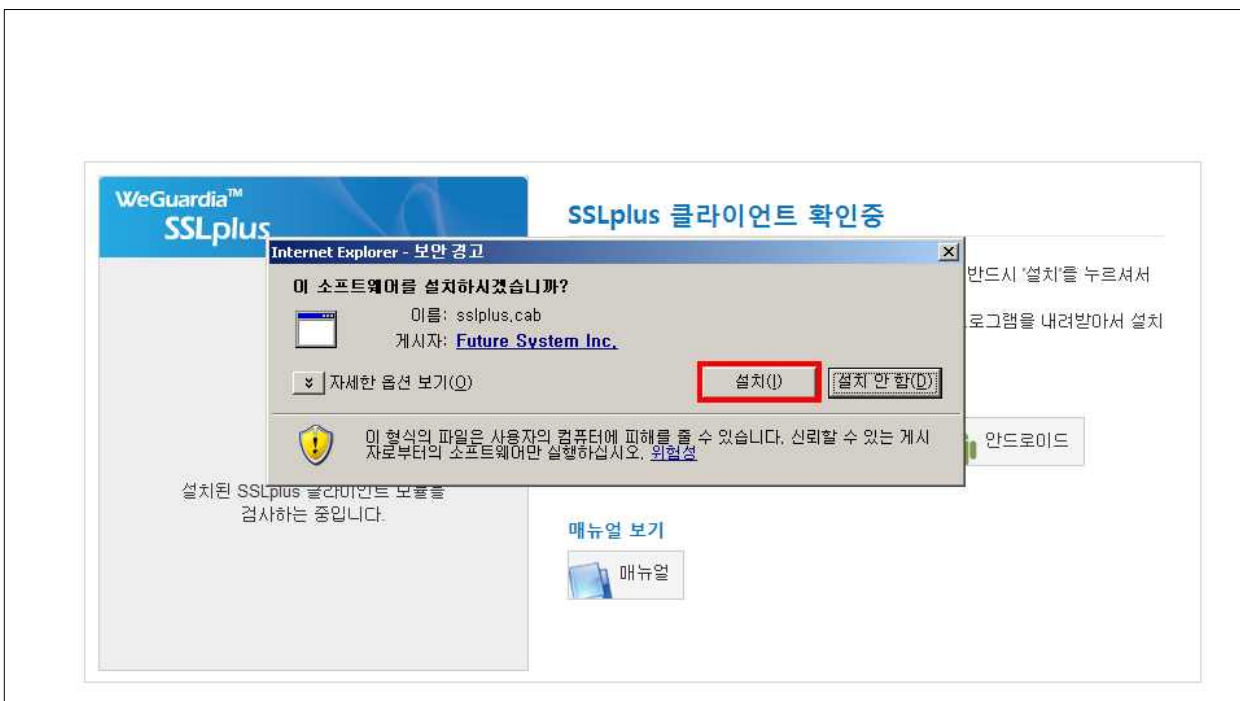 WeGuardia™
SSLplus
SSLplus 클라이언트 확인중
Internet Explorer - 보안 경고
이 소프트웨어를 설치하시겠습니까?
이름: sslplus.cab
게시자: Future System Inc.
자세한 옵션 보기(O)
설치(I)
설치 안 함(D)
이 형식의 파일은 사용자의 컴퓨터에 피해를 줄 수 있습니다. 신뢰할 수 있는 게시
자로부터의 소프트웨어만 실행하십시오. 위험성
반드시 '설치'를 누르셔서
로그램을 내려받아서 설치
안드로이드
설치된 SSLplus 클라이언트 모듈을
검사하는 중입니다.
매뉴얼 보기
매뉴얼